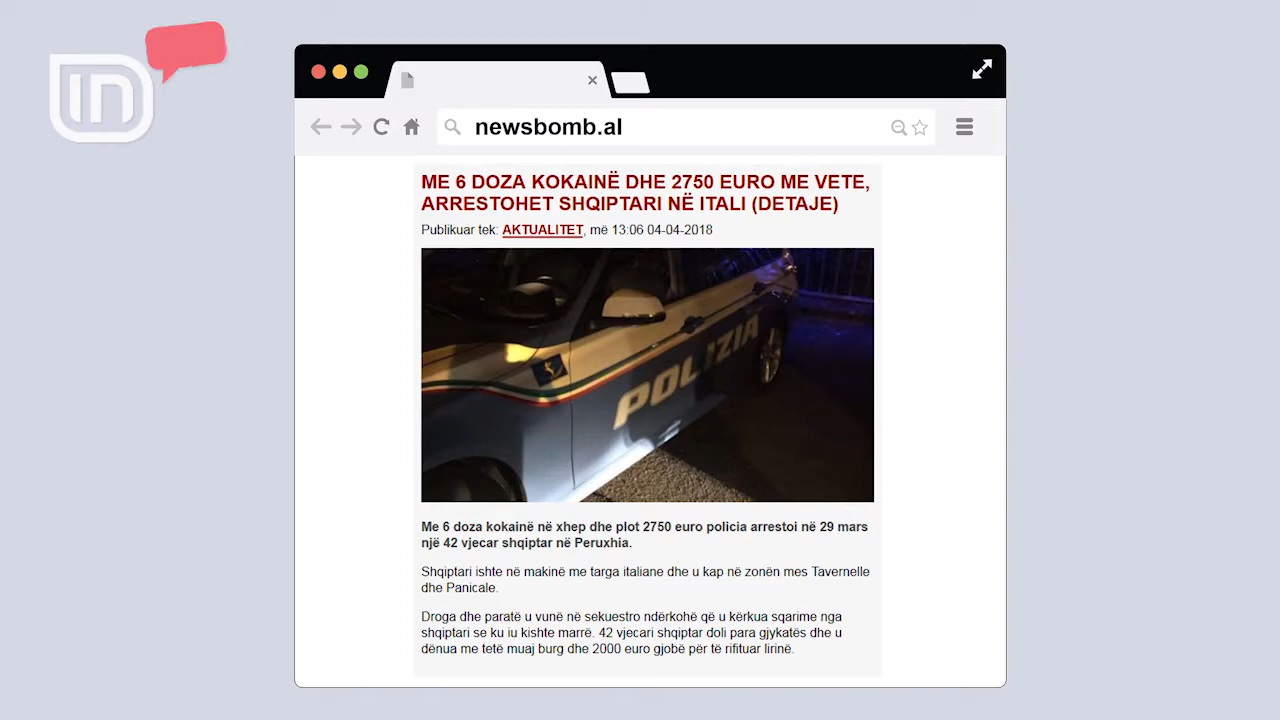 IN
newsbomb.al
ME 6 DOZA KOKAINË DHE 2750 EURO ME VETE,
ARRESTOHET SHQIPTARI NË ITALI (DETAJE)
Publikuar tek: AKTUALITET, më 13:06 04-04-2018
POLIZIA
Me 6 doza kokainë në xhep dhe plot 2750 euro policia arrestoi në 29 mars
një 42 vjecar shqiptar në Peruxhia.
Shqiptari ishte në makinë me targa italiane dhe u kap në zonën mes Tavernelle
dhe Panicale.
Droga dhe paratë u vunë në sekuestro ndërkohë që u kërkua sqarime nga
shqiptari se ku iu kishte marrë. 42 vjecari shqiptar doli para gjykatës dhe u
dënua me tetë muaj burg dhe 2000 euro gjobë për të rifituar lirinë.